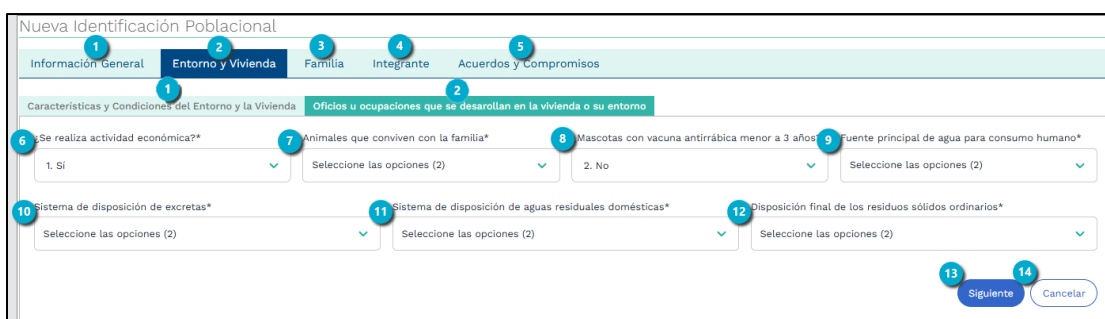 Nueva Identificación Poblacional
1 2 3 4 5
Información General Entorno y Vivienda Familia Integrante Acuerdos y Compromisos
1 2
Características y Condiciones del Entorno y la Vivienda Oficios u ocupaciones que se desarollan en la vivienda o su entorno
6 ¿Se realiza actividad económica?* 7 Animales que conviven con la familia* 8 Mascotas con vacuna antirrábica menor a 3 años* 9 Fuente principal de agua para consumo humano*
1. Sí Seleccione las opciones (2) 2. No Seleccione las opciones (2)
10 Sistema de disposición de excretas* 11 Sistema de disposición de aguas residuales domésticas* 12 Disposición final de los residuos sólidos ordinarios*
Seleccione las opciones (2) Seleccione las opciones (2) Seleccione las opciones (2)
13 14
Siguiente Cancelar